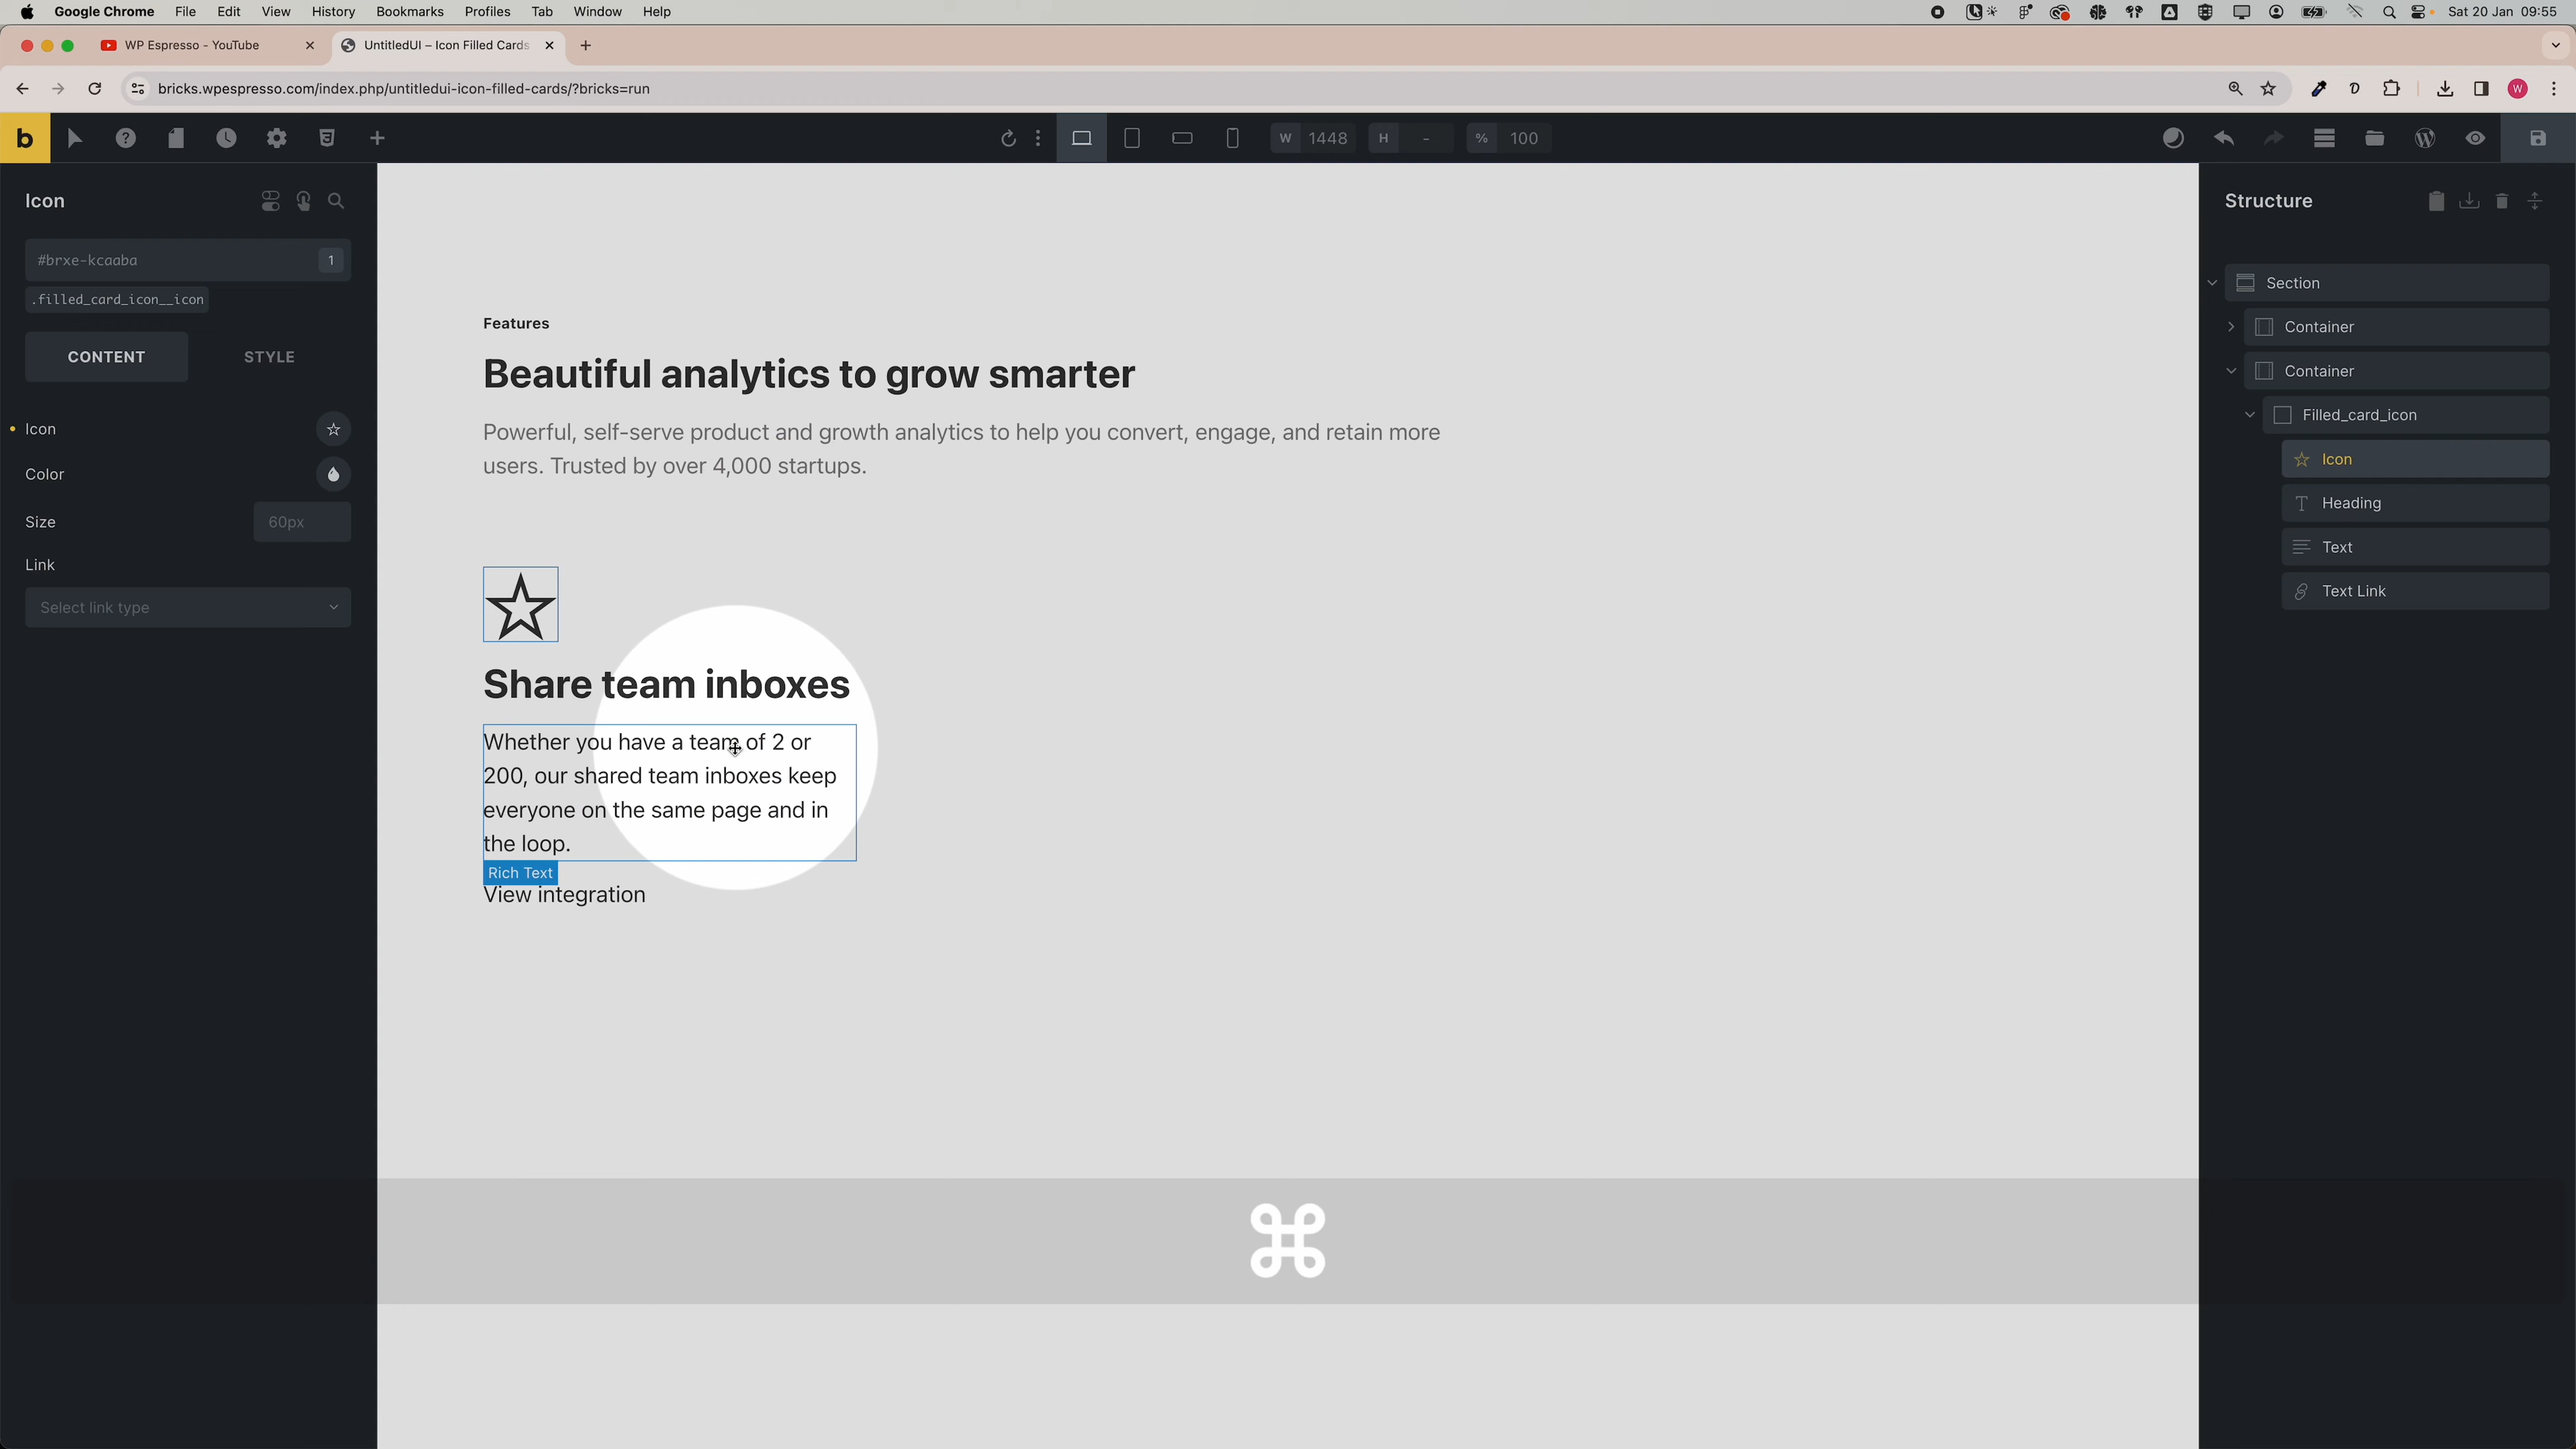 Google Chrome File Edit View History Bookmarks Profiles Tab Window Help Sat 20 Jan 09:55
WP Espresso - YouTube UntitledUI – Icon Filled Cards
bricks.wpespresso.com/index.php/untitledui-icon-filled-cards/?bricks=run W
b W 1448 H - % 100
Icon
#brxe-kcaaba 1
.filled_card_icon__icon
CONTENT STYLE
Icon
Color
Size 60px
Link
Select link type
Features
Beautiful analytics to grow smarter
Powerful, self-serve product and growth analytics to help you convert, engage, and retain more
users. Trusted by over 4,000 startups.
Share team inboxes
Whether you have a team of 2 or
200, our shared team inboxes keep
everyone on the same page and in
the loop.
Rich Text
View integration
Structure
Section
Container
Container
Filled_card_icon
Icon
Heading
Text
Text Link